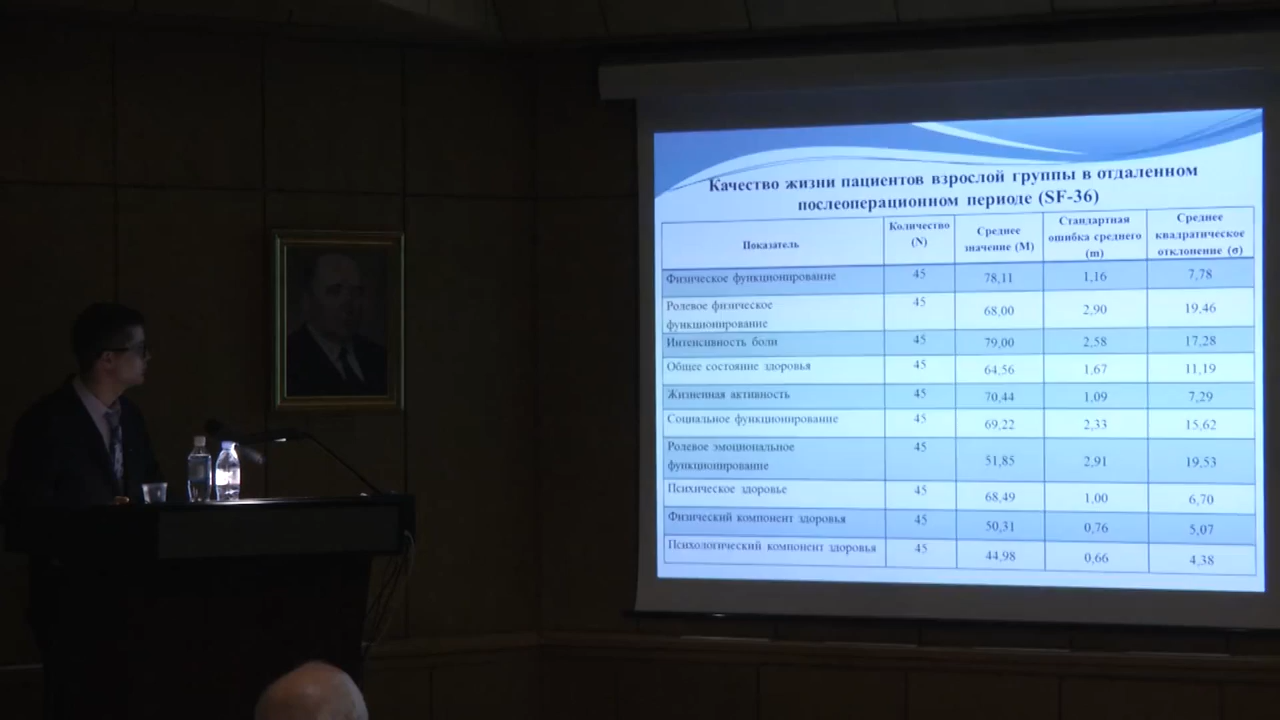 Качество жизни пациентов взрослой группы в отдаленном
послеоперационном периоде (SF-36)
Показатель
Количество
(N)
Среднее
значение (M)
Стандартная
ошибка среднего
(m)
Среднее
квадратическое
отклонение (σ)
Физическое функционирование 45 78,11 1,16 7,78
Ролевое физическое
функционирование 45 68,00 2,90 19,46
Интенсивность боли 45 79,00 2,58 17,28
Общее состояние здоровья 45 64,56 1,67 11,19
Жизненная активность 45 70,44 1,09 7,29
Социальное функционирование 45 69,22 2,33 15,62
Ролевое эмоциональное
функционирование 45 51,85 2,91 19,53
Психическое здоровье 45 68,49 1,00 6,70
Физический компонент здоровья 45 50,31 0,76 5,07
Психологический компонент здоровья 45 44,98 0,66 4,38